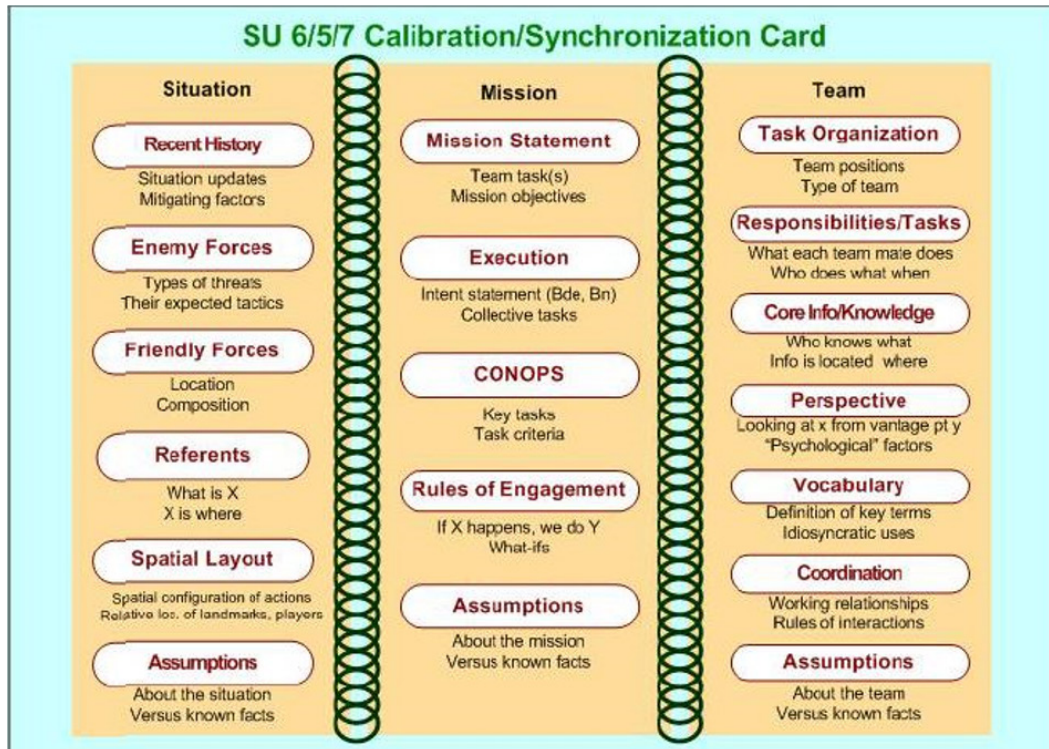 SU 6/5/7 Calibration/Synchronization Card
Situation
Recent History
Situation updates
Mitigating factors
Enemy Forces
Types of threats
Their expected tactics
Friendly Forces
Location
Composition
Referents
What is X
X is where
Spatial Layout
Spatial configuration of actions
Relative loc. of landmarks, players
Assumptions
About the situation
Versus known facts
Mission
Mission Statement
Team task(s)
Mission objectives
Execution
Intent statement (Bde, Bn)
Collective tasks
CONOPS
Key tasks
Task criteria
Rules of Engagement
If X happens, we do Y
What-ifs
Assumptions
About the mission
Versus known facts
Team
Task Organization
Team positions
Type of team
Responsibilities/Tasks
What each team mate does
Who does what when
Core Info/Knowledge
Who knows what
Info is located where
Perspective
Looking at x from vantage pt y
“Psychological” factors
Vocabulary
Definition of key terms
Idiosyncratic uses
Coordination
Working relationships
Rules of interactions
Assumptions
About the team
Versus known facts